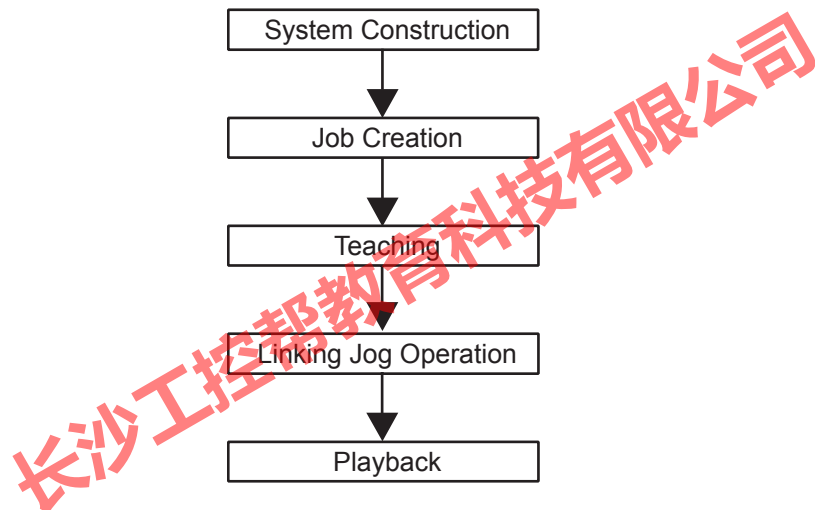 System Construction
Job Creation
Teaching
Linking Jog Operation
Playback
长沙工控帮教育科技有限公司